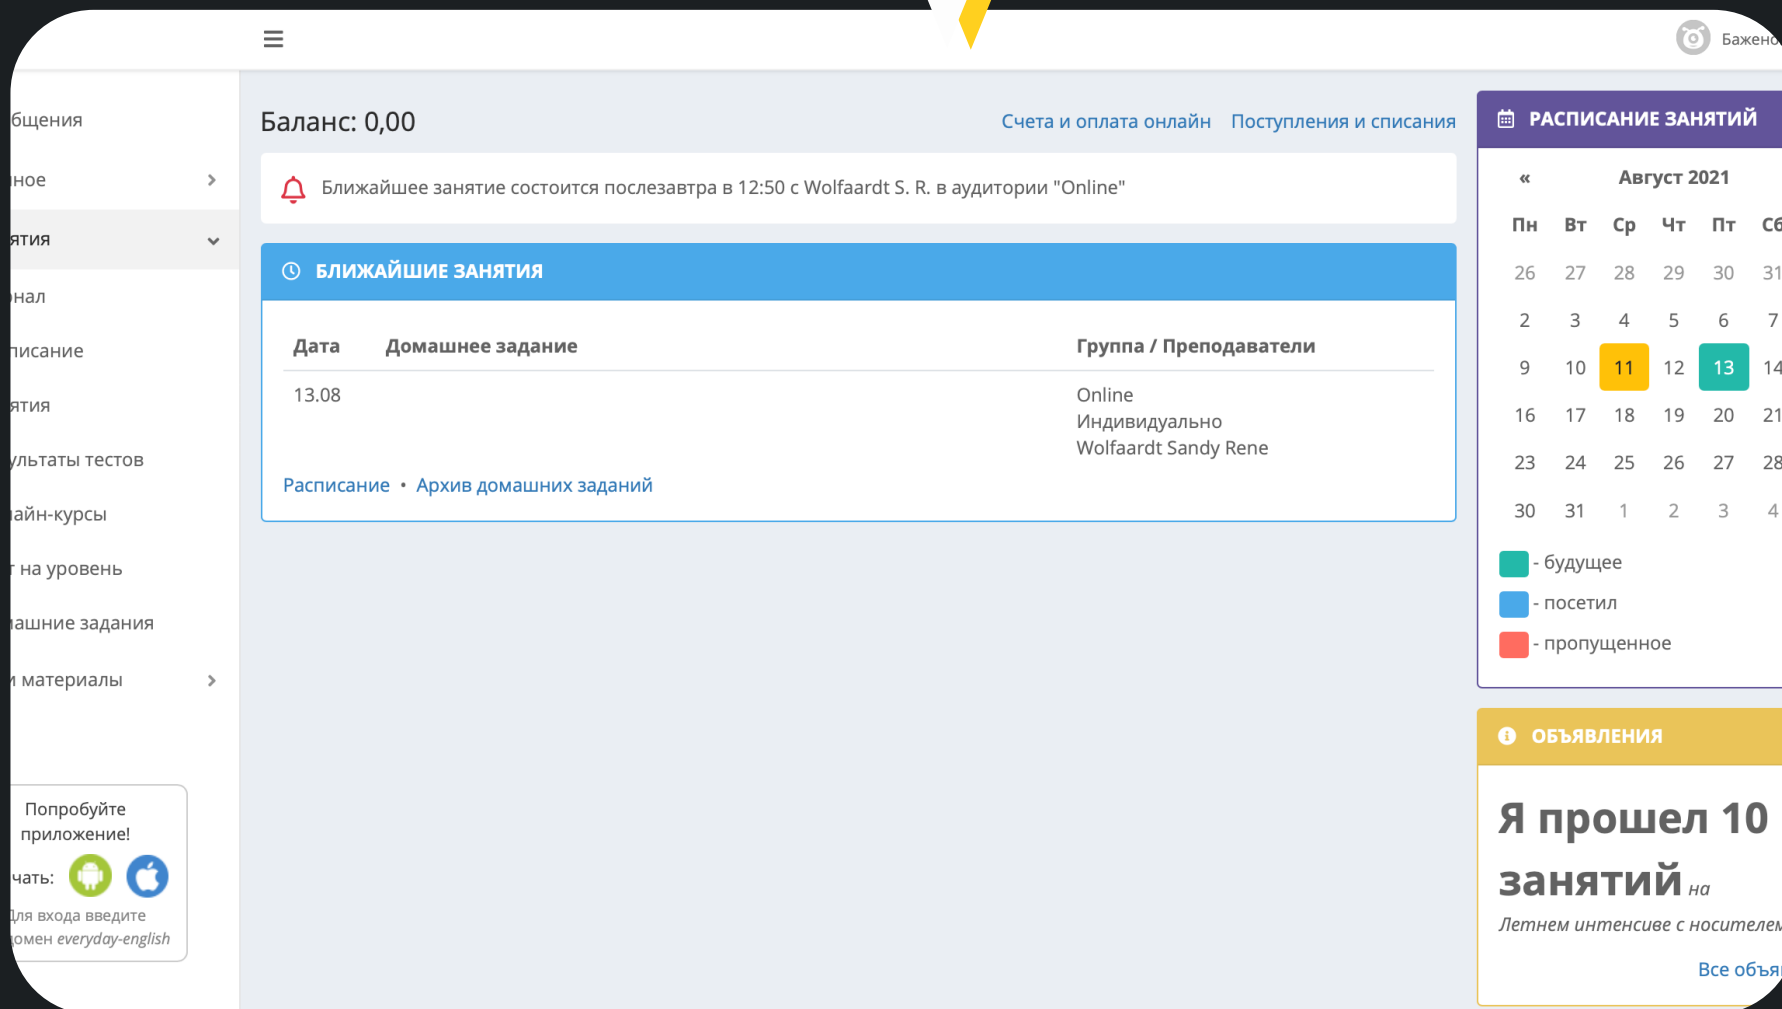 Бажено
бщения
ное
ятия
нал
писание
ятия
ультаты тестов
айн-курсы
т на уровень
машние задания
и материалы
Попробуйте
приложение!
чать:
Для входа введите
домен everyday-english
Баланс: 0,00
Счета и оплата онлайн Поступления и списания
Ближайшее занятие состоится послезавтра в 12:50 с Wolfaardt S. R. в аудитории "Online"
БЛИЖАЙШИЕ ЗАНЯТИЯ
Дата Домашнее задание Группа / Преподаватели
13.08 Online
Индивидуально
Wolfaardt Sandy Rene
Расписание • Архив домашних заданий
РАСПИСАНИЕ ЗАНЯТИЙ
« Август 2021
Пн Вт Ср Чт Пт Сб
26 27 28 29 30 31
2 3 4 5 6 7
9 10 11 12 13 14
16 17 18 19 20 21
23 24 25 26 27 28
30 31 1 2 3 4
- будущее
- посетил
- пропущенное
ОБЪЯВЛЕНИЯ
Я прошел 10
занятий на
Летнем интенсиве с носителем
Все объя